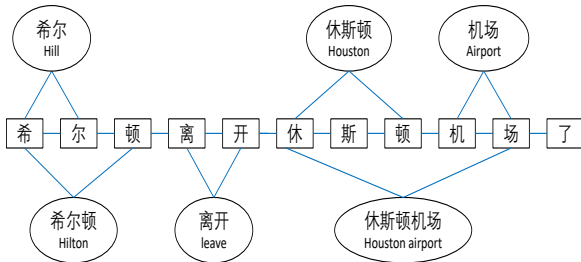 希尔
Hill
休斯顿
Houston
机场
Airport
希 尔 顿 离 开 休 斯 顿 机 场 了
希尔顿
Hilton
离开
leave
休斯顿机场
Houston airport